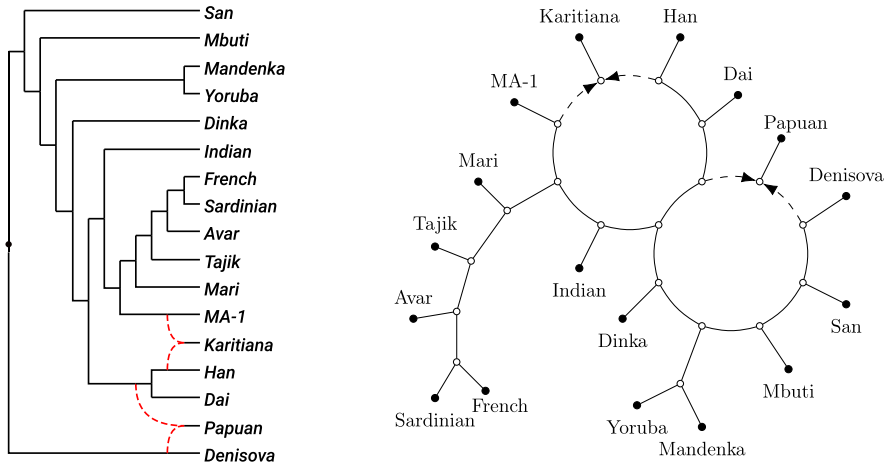 San
Mbuti
Mandenka
Yoruba
Dinka
Indian
French
Sardinian
Avar
Tajik
Mari
MA-1
Karitiana
Han
Dai
Papuan
Denisova
Karitiana
Han
MA-1
Dai
Papuan
Mari
Denisova
Tajik
Indian
Avar
San
Dinka
Mbuti
Sardinian
French
Yoruba
Mandenka